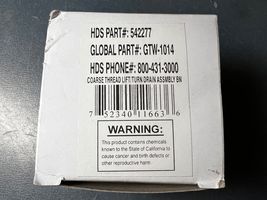 HDS PART#: 542277
GLOBAL PART#: GTW-1014
HDS PHONE#: 800-431-3000
COARSE THREAD LIFT/TURN DRAIN ASSEMBLY BN
7 52340 11663 6
WARNING:
This product contains chemicals
known to the State of California to
cause cancer and birth defects or
other reproductive harm.